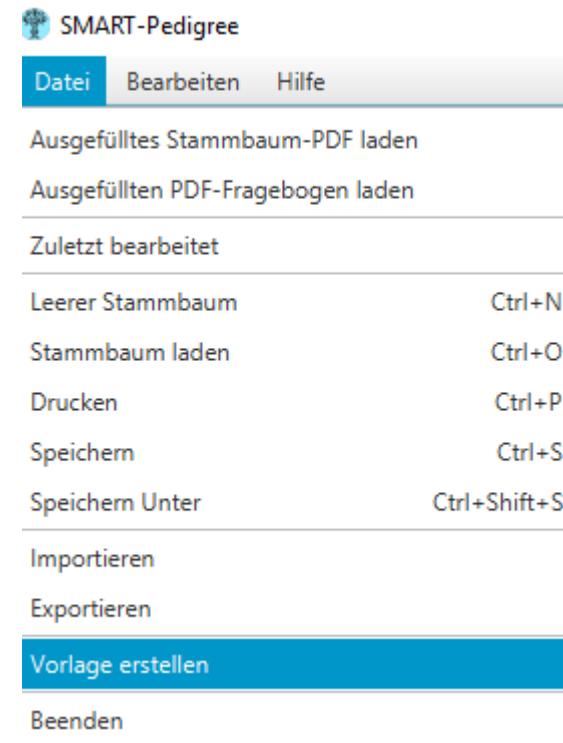 SMART-Pedigree
Datei Bearbeiten Hilfe
Ausgefülltes Stammbaum-PDF laden
Ausgefüllten PDF-Fragebogen laden
Zuletzt bearbeitet
Leerer Stammbaum Ctrl+N
Stammbaum laden Ctrl+O
Drucken Ctrl+P
Speichern Ctrl+S
Speichern Unter Ctrl+Shift+S
Importieren
Exportieren
Vorlage erstellen
Beenden